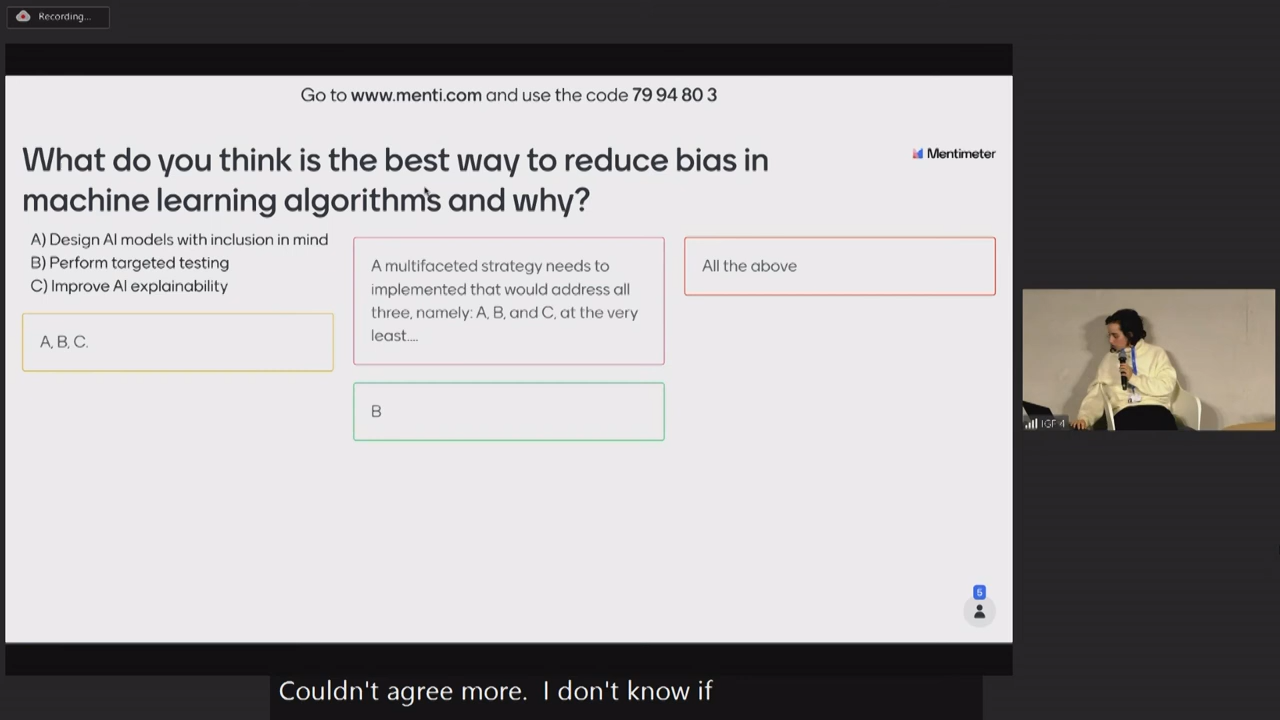 Recording...
Go to www.menti.com and use the code 79 94 80 3
What do you think is the best way to reduce bias in
machine learning algorithms and why?
Mentimeter
A) Design AI models with inclusion in mind
B) Perform targeted testing
C) Improve AI explainability
A, B, C.
A multifaceted strategy needs to
implemented that would address all
three, namely: A, B, and C, at the very
least....
B
All the above
5
IGF 4
Couldn't agree more. I don't know if